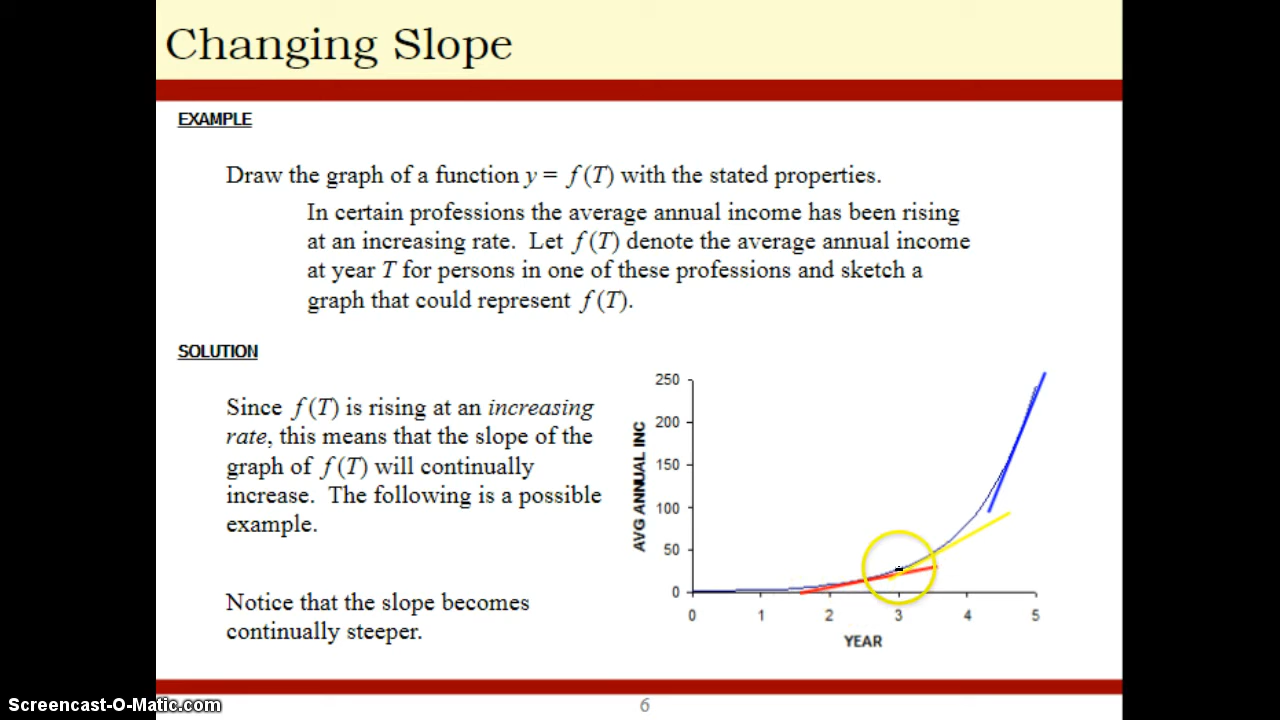 Changing Slope
EXAMPLE
Draw the graph of a function y = f (T) with the stated properties.
In certain professions the average annual income has been rising
at an increasing rate. Let f (T) denote the average annual income
at year T for persons in one of these professions and sketch a
graph that could represent f (T).
SOLUTION
Since f (T) is rising at an increasing
rate, this means that the slope of the
graph of f (T) will continually
increase. The following is a possible
example.
Notice that the slope becomes
continually steeper.
AVG ANNUAL INC
250
200
150
100
50
0
0 1 2 3 4 5
YEAR
6
Screencast-O-Matic.com